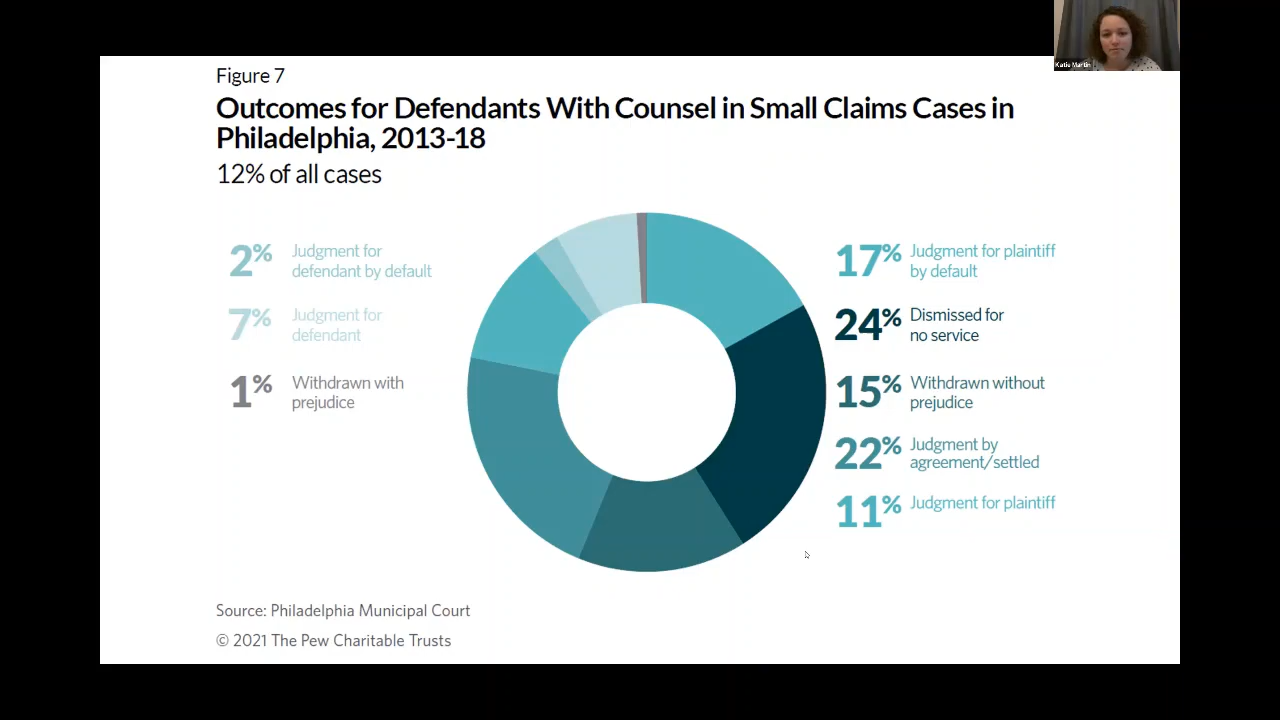 Katie Martin
Figure 7
Outcomes for Defendants With Counsel in Small Claims Cases in
Philadelphia, 2013-18
12% of all cases
2% Judgment for
defendant by default
7% Judgment for
defendant
1% Withdrawn with
prejudice
17% Judgment for plaintiff
by default
24% Dismissed for
no service
15% Withdrawn without
prejudice
22% Judgment by
agreement/settled
11% Judgment for plaintiff
Source: Philadelphia Municipal Court
© 2021 The Pew Charitable Trusts